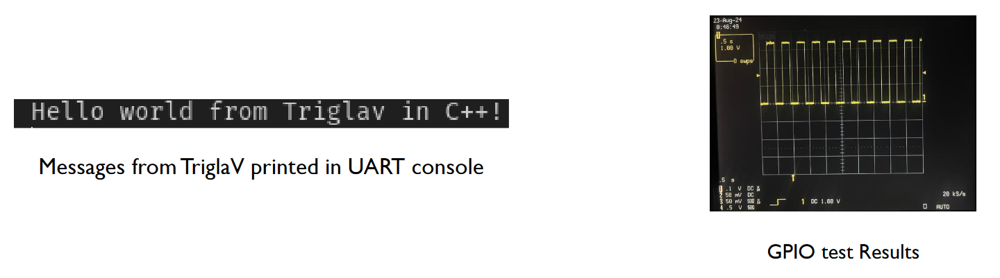 Hello world from Triglav in C++!
Messages from TriglaV printed in UART console
23-Aug-24
0:46:49
1
.5 s
1.00 V
0 swps
1
.5 s
1 .1 V DC
2 50 mV DC
3 50 mV 50Ω
4 .5 V 50Ω
1 DC 1.60 V
20 kS/s
AUTO
GPIO test Results